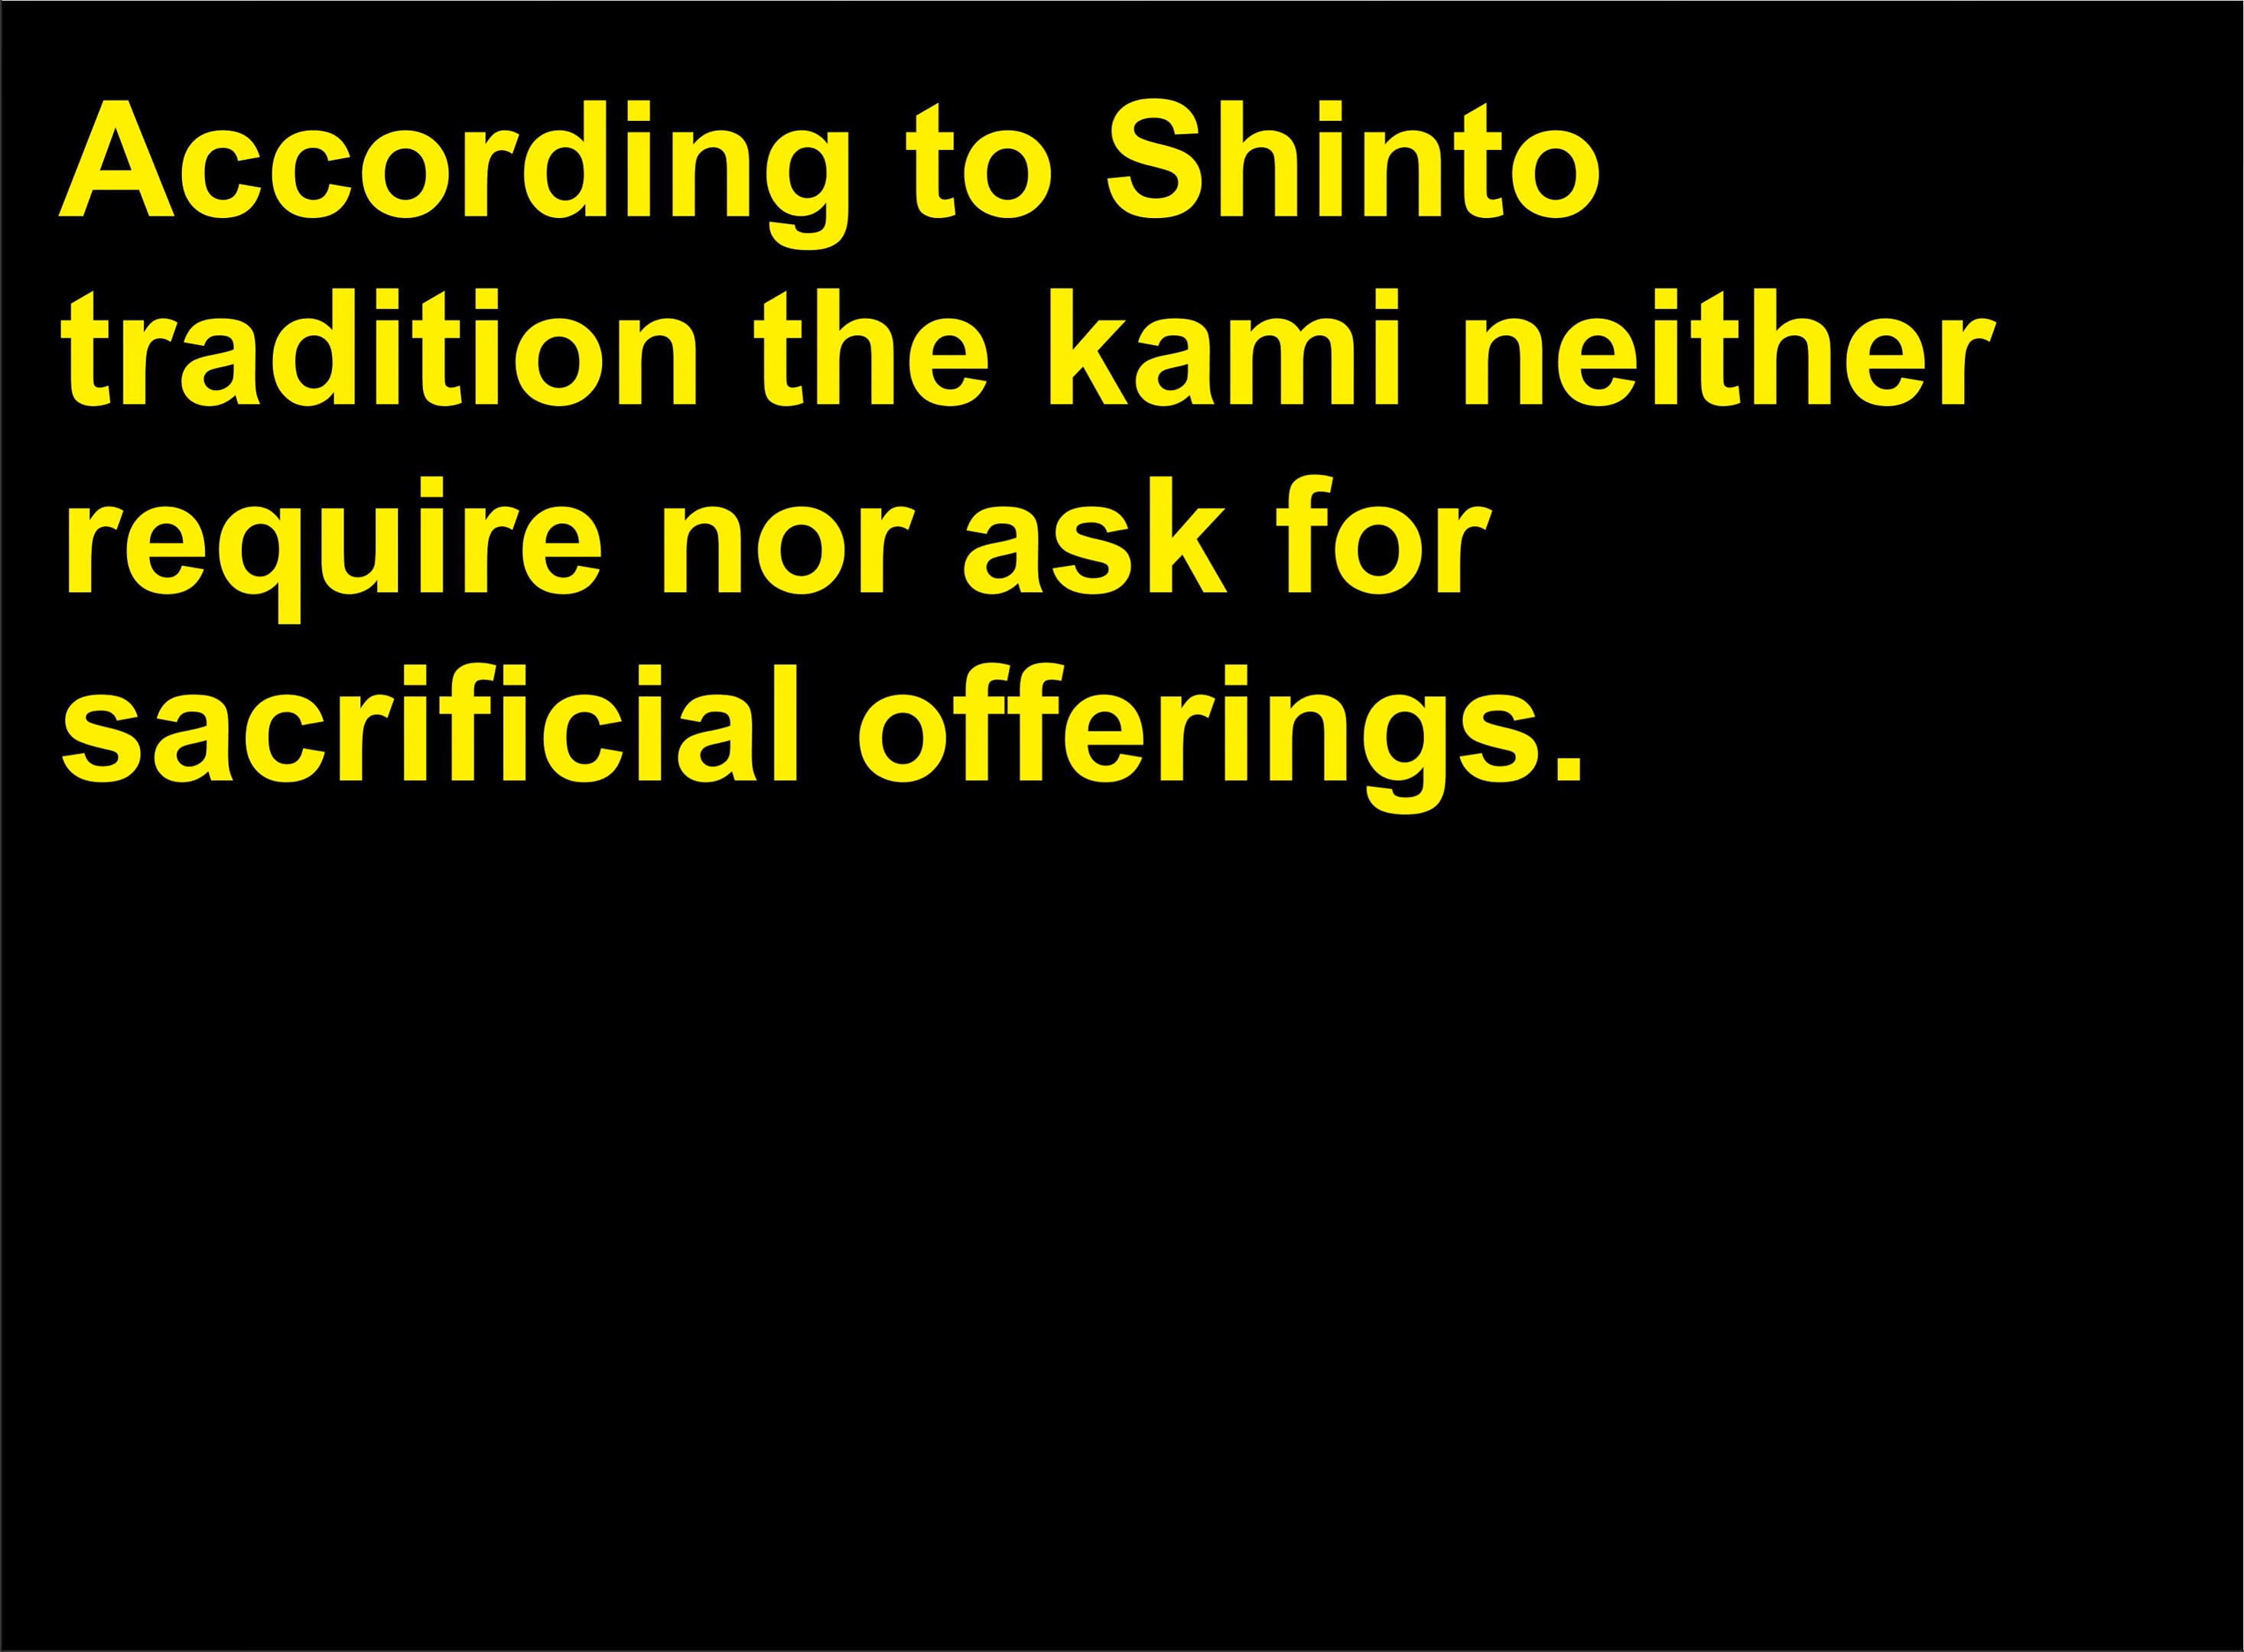 According to Shinto
tradition the kami neither
require nor ask for
sacrificial offerings.